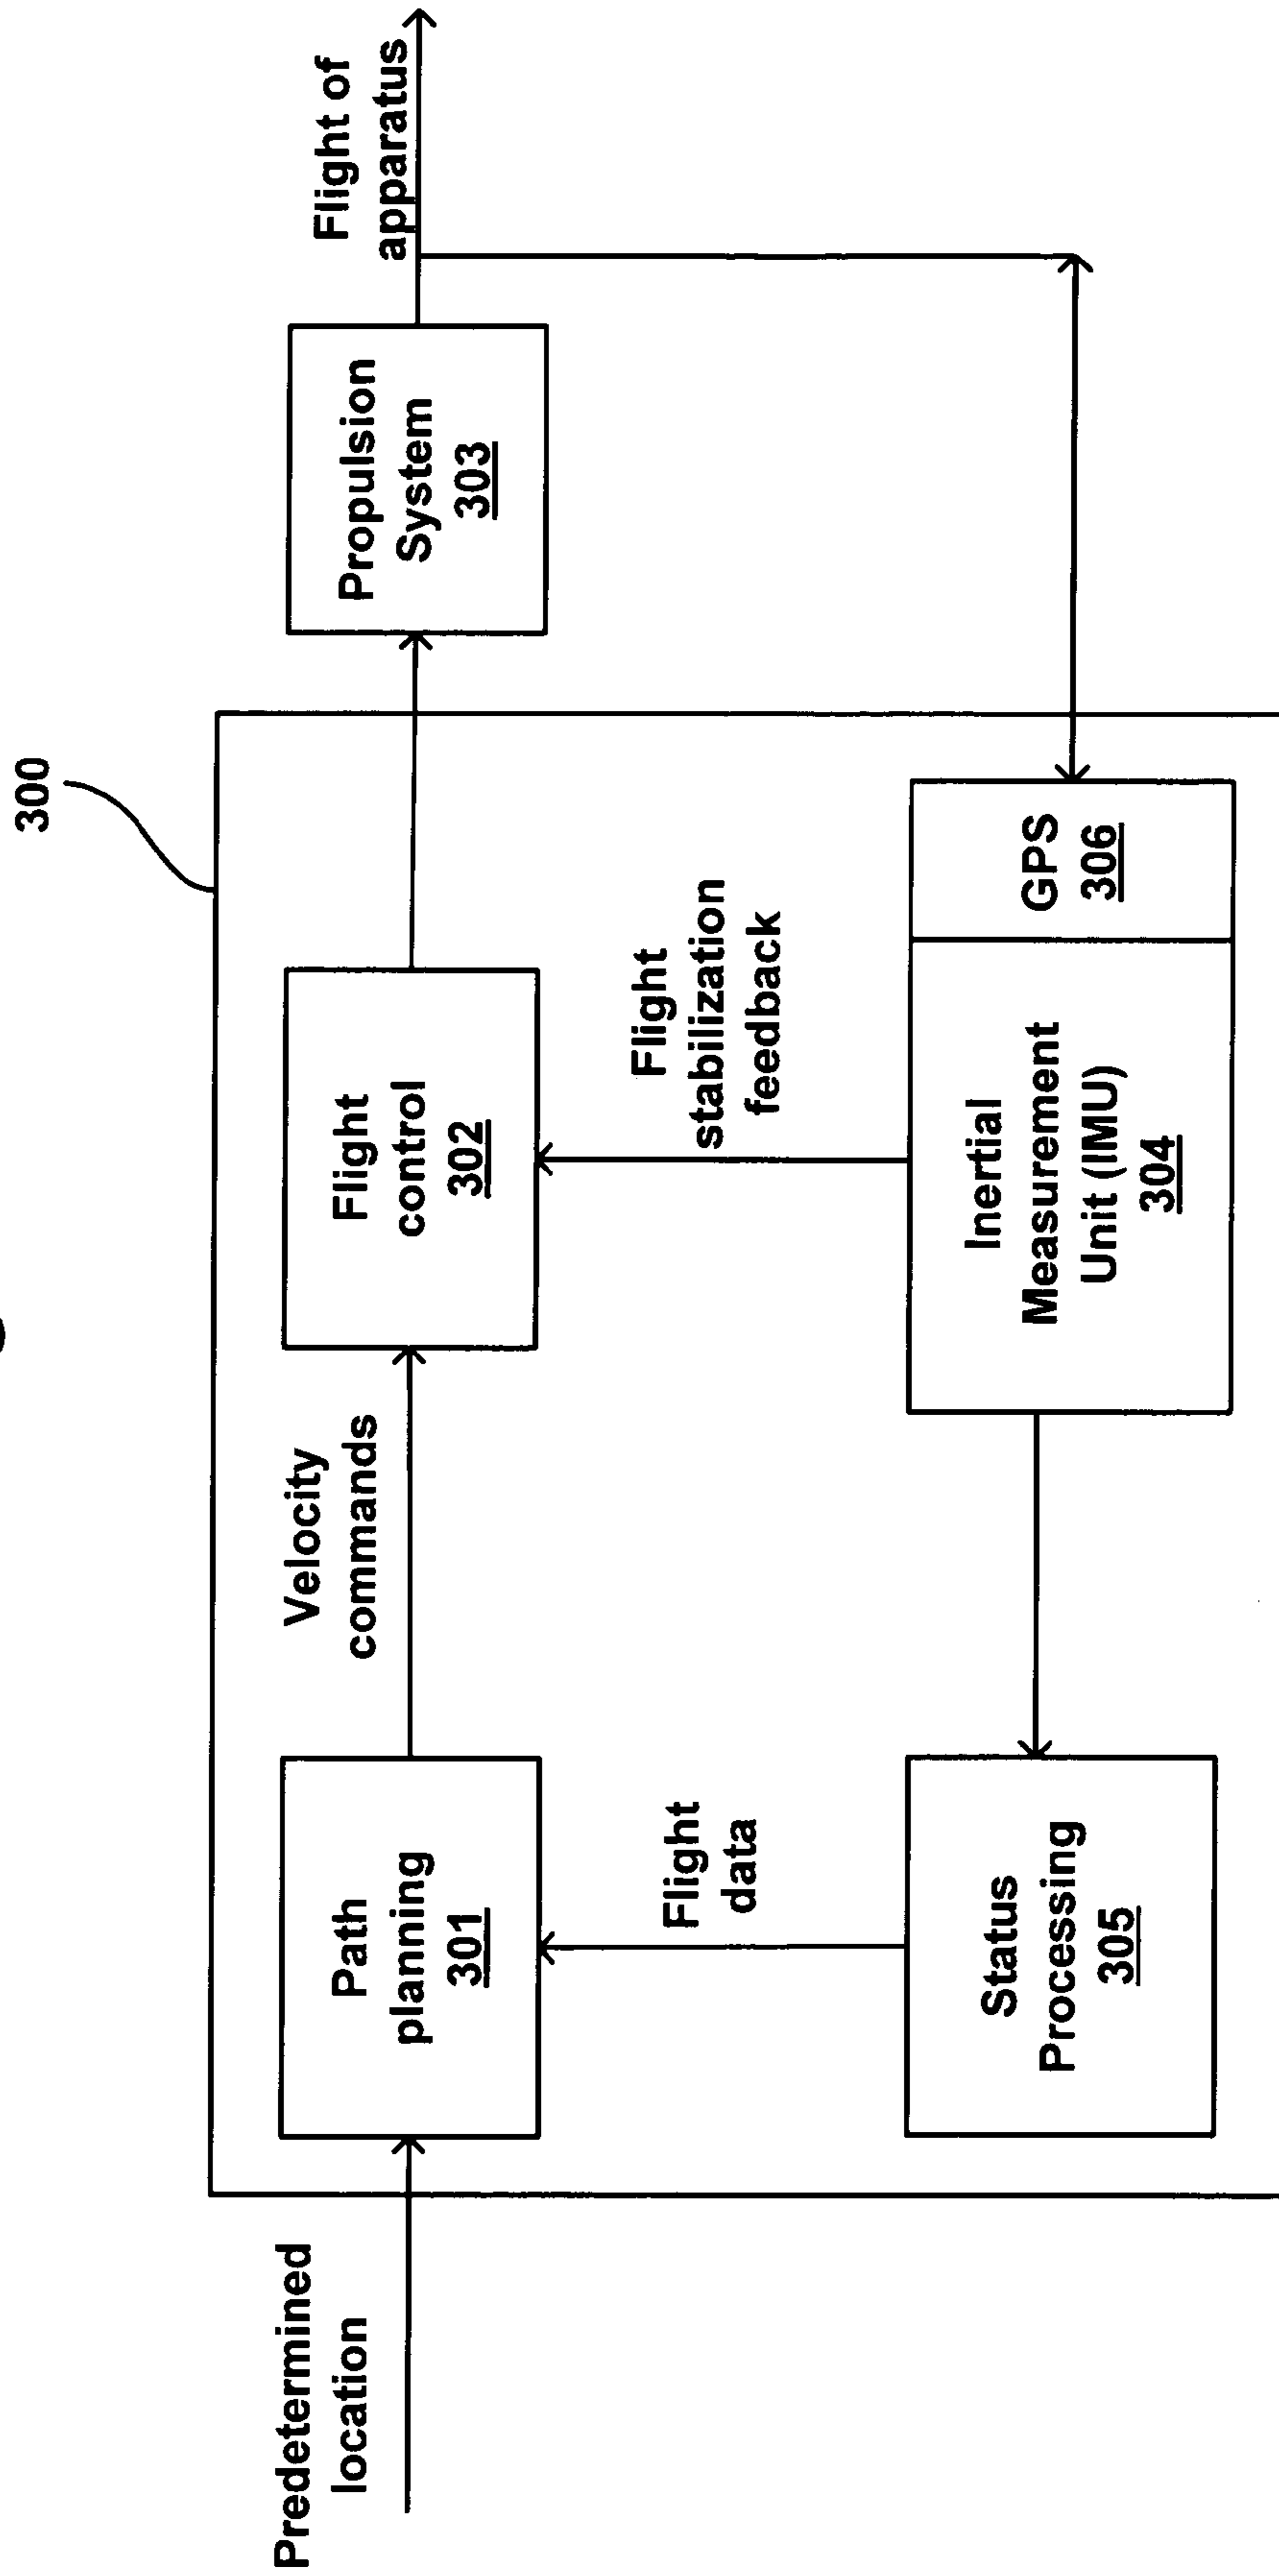 300
Predetermined
location
Path
planning
301
Velocity
commands
Flight
control
302
Propulsion
System
303
Flight of
apparatus
Flight
data
Flight
stabilization
feedback
Status
Processing
305
Inertial
Measurement
Unit (IMU)
304
GPS
306